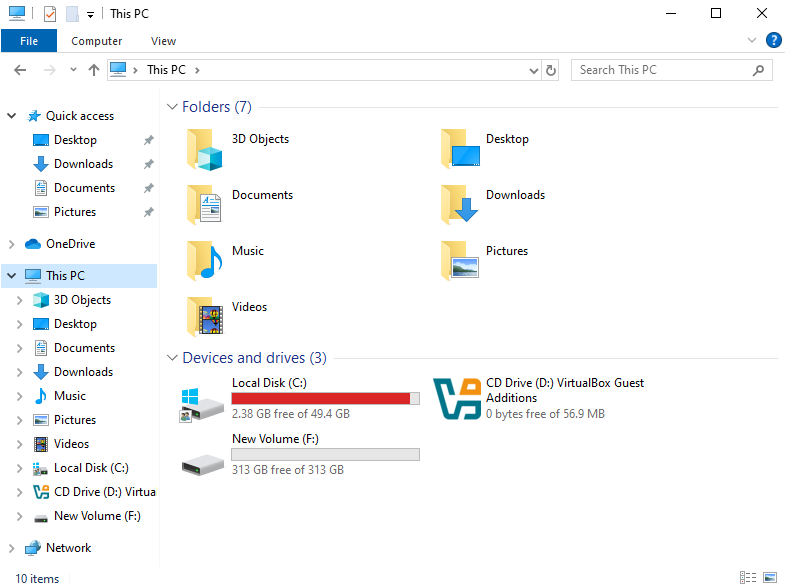 This PC
File Computer View
This PC
Search This PC
Quick access
Desktop
Downloads
Documents
Pictures
OneDrive
This PC
3D Objects
Desktop
Documents
Downloads
Music
Pictures
Videos
Local Disk (C:)
CD Drive (D:) Virtua
New Volume (F:)
Network
Folders (7)
3D Objects
Desktop
Documents
Downloads
Music
Pictures
Videos
Devices and drives (3)
Local Disk (C:)
2.38 GB free of 49.4 GB
CD Drive (D:) VirtualBox Guest
Additions
0 bytes free of 56.9 MB
New Volume (F:)
313 GB free of 313 GB
10 items